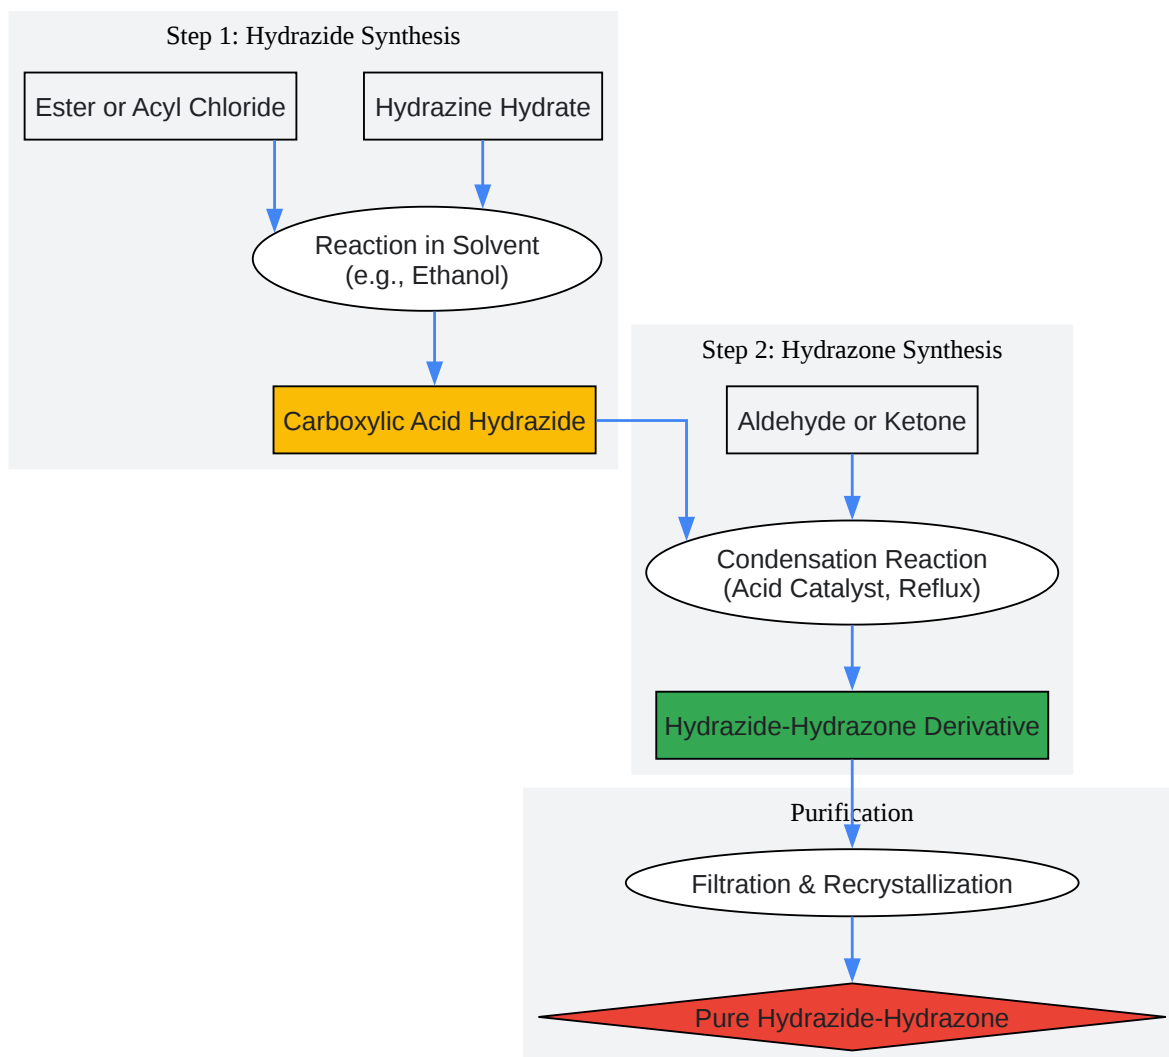 Step 1: Hydrazide Synthesis
Ester or Acyl Chloride
Hydrazine Hydrate
Reaction in Solvent
(e.g., Ethanol)
Carboxylic Acid Hydrazide
Step 2: Hydrazone Synthesis
Aldehyde or Ketone
Condensation Reaction
(Acid Catalyst, Reflux)
Hydrazide-Hydrazone Derivative
Purification
Filtration & Recrystallization
Pure Hydrazide-Hydrazone